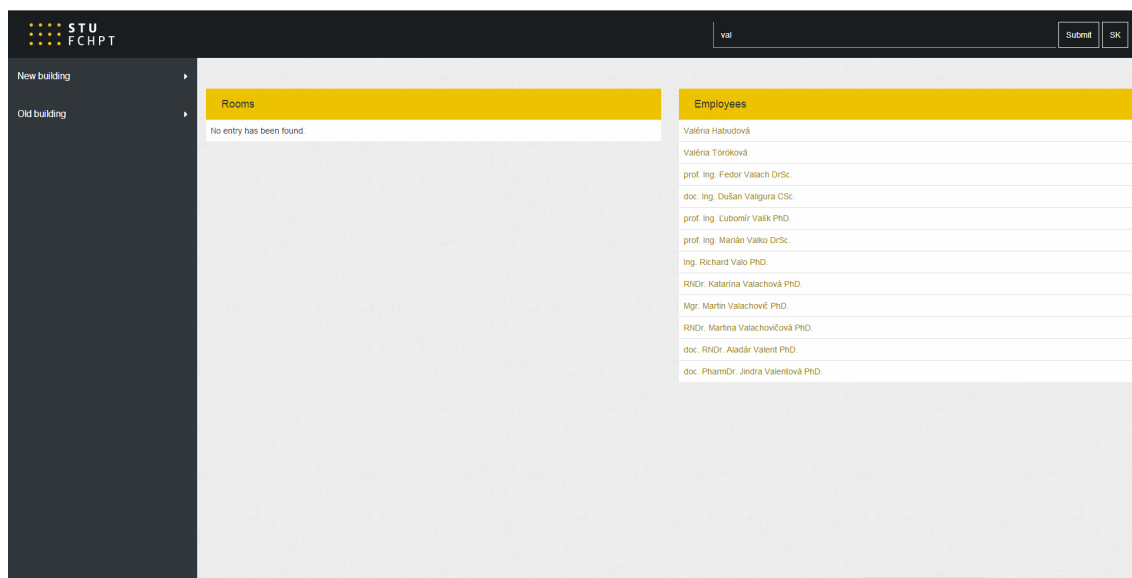 STU
FCHPT
val
Submit
SK
New building
Old building
Rooms
No entry has been found.
Employees
Valéria Habudová
Valéria Töröková
prof. Ing. Fedor Valach DrSc.
doc. Ing. Dušan Valigura CSc.
prof. Ing. Ľubomír Valík PhD.
prof. Ing. Marián Valko DrSc.
Ing. Richard Valo PhD.
RNDr. Katarína Valachová PhD.
Mgr. Martin Valachovič PhD.
RNDr. Martina Valachovičová PhD.
doc. RNDr. Aladár Valent PhD.
doc. PharmDr. Jindra Valentová PhD.